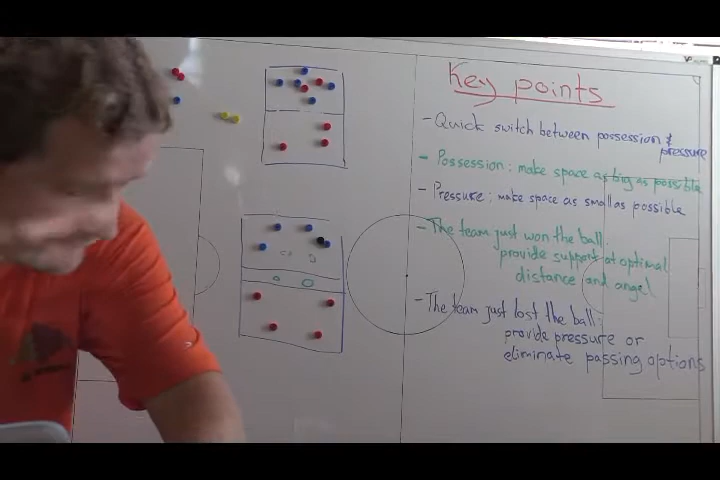 Key points
- Quick switch between possession &
pressure
- Possession: make space as big as possible
- Pressure: make space as small as possible
- The team just won the ball:
provide support at optimal
distance and angel
- The team just lost the ball:
provide pressure or
eliminate passing options